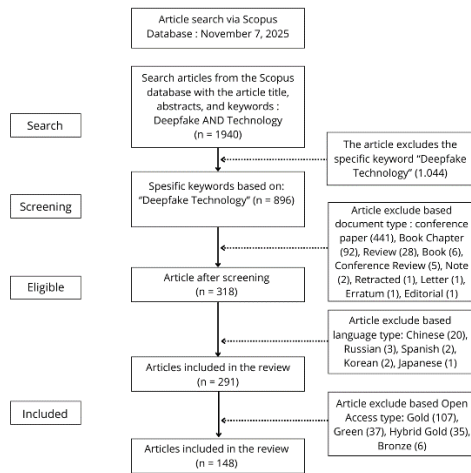 Article search via Scopus
Database : November 7, 2025
Search articles from the Scopus
database with the article title,
abstracts, and keywords :
Deepfake AND Technology
(n = 1940)
Search
The article excludes the
specific keyword “Deepfake
Technology” (1.044)
Spesific keywords based on:
“Deepfake Technology” (n = 896)
Screening
Article exclude based
document type : conference
paper (441), Book Chapter
(92), Review (28), Book (6),
Conference Review (5), Note
(2), Retracted (1), Letter (1),
Erratum (1), Editorial (1)
Article after screening
(n = 318)
Eligible
Article exclude based
language type: Chinese (20),
Russian (3), Spanish (2),
Korean (2), Japanese (1)
Articles included in the review
(n = 291)
Article exclude based Open
Access type: Gold (107),
Green (37), Hybrid Gold (35),
Bronze (6)
Included
Articles included in the review
(n = 148)